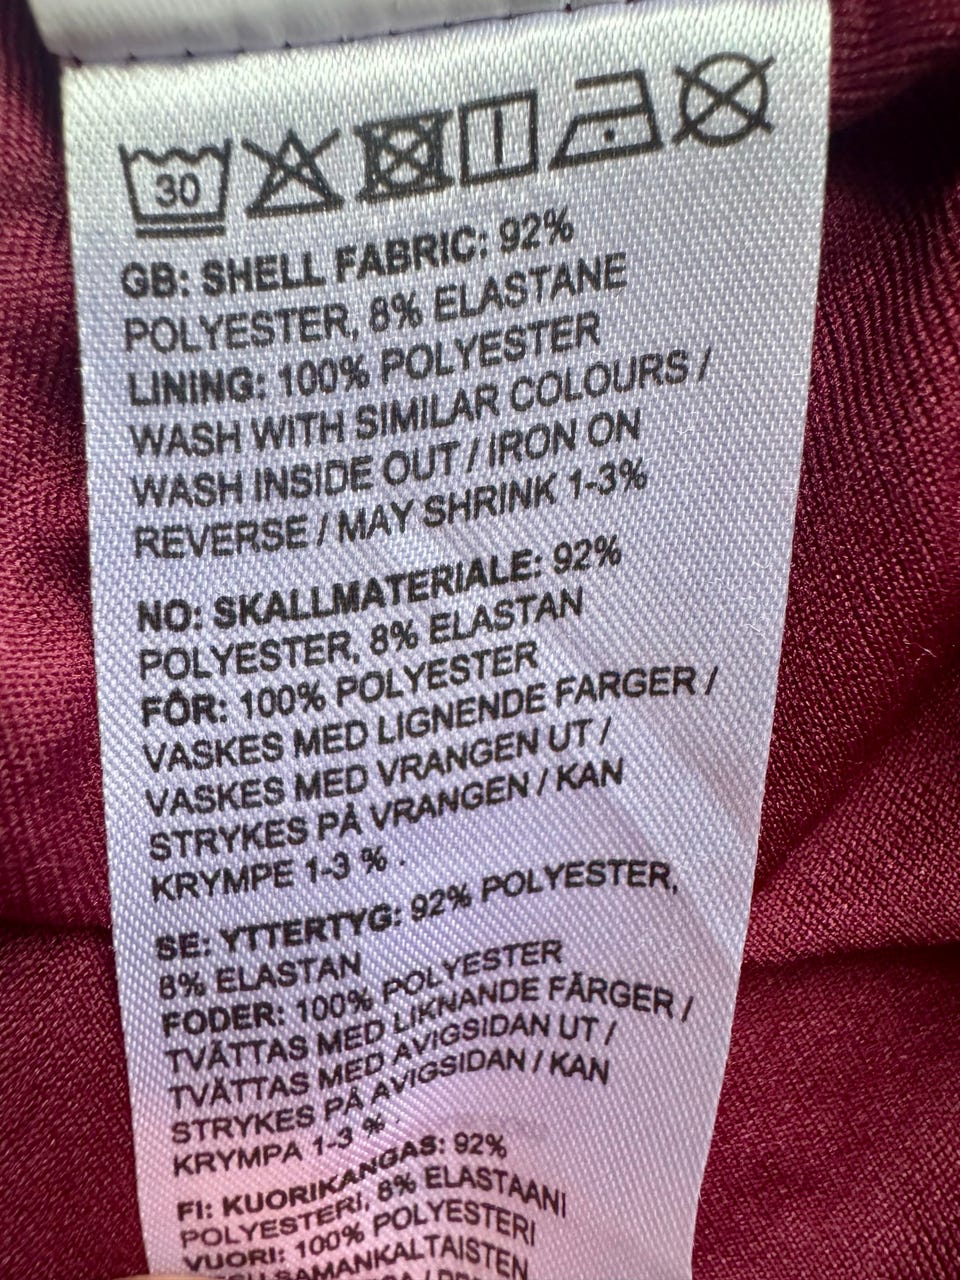 30
GB: SHELL FABRIC: 92%
POLYESTER, 8% ELASTANE
LINING: 100% POLYESTER
WASH WITH SIMILAR COLOURS /
WASH INSIDE OUT / IRON ON
REVERSE / MAY SHRINK 1-3%
NO: SKALLMATERIALE: 92%
POLYESTER, 8% ELASTAN
FÔR: 100% POLYESTER
VASKES MED LIGNENDE FARGER /
VASKES MED VRANGEN UT /
STRYKES PÅ VRANGEN / KAN
KRYMPE 1-3 % .
SE: YTTERTYG: 92% POLYESTER,
8% ELASTAN
FODER: 100% POLYESTER
TVÄTTAS MED LIKNANDE FÄRGER /
TVÄTTAS MED AVIGSIDAN UT /
STRYKES PÅ AVIGSIDAN / KAN
KRYMPA 1-3 % .
FI: KUORIKANGAS: 92%
POLYESTERI, 8% ELASTAANI
VUORI: 100% POLYESTERI
SAMANKALTAISTEN